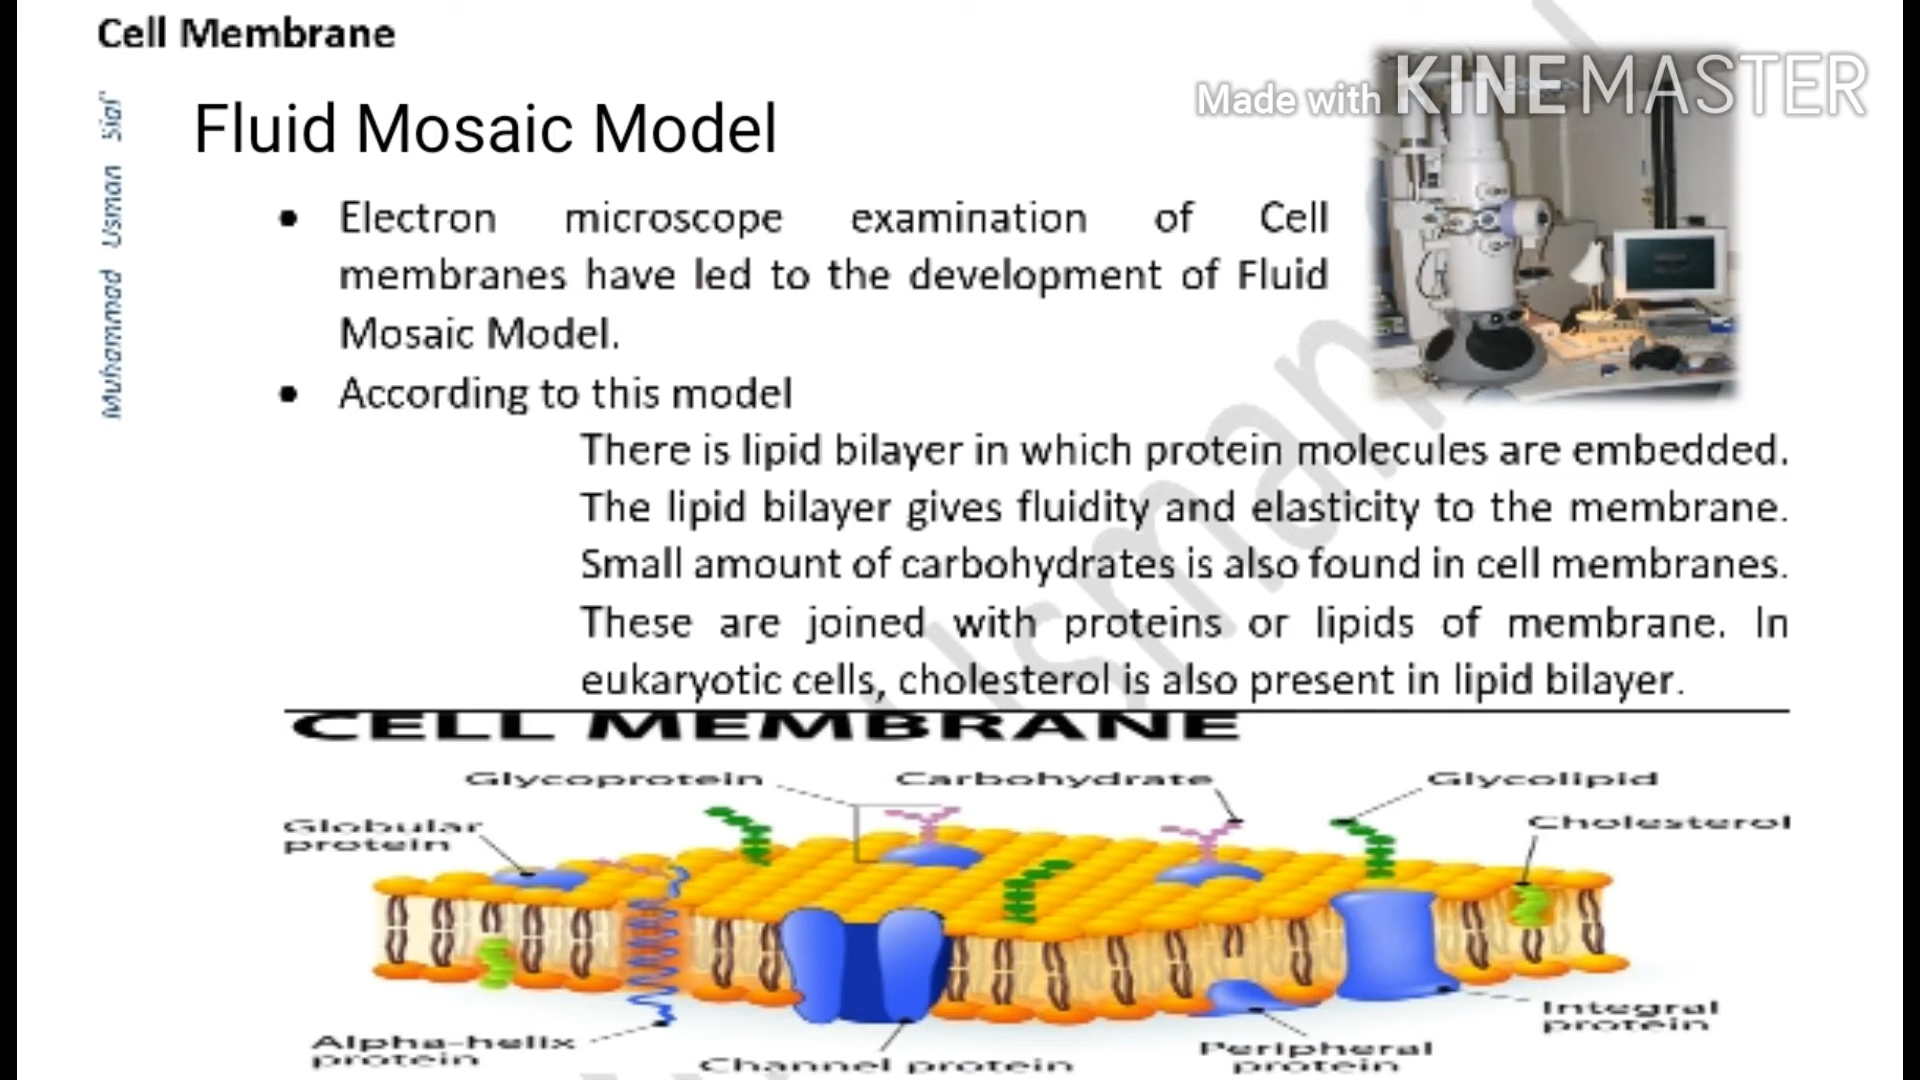 Cell Membrane
Made with KINEMASTER
Muhammad Usman Sial
Fluid Mosaic Model
• Electron microscope examination of Cell
membranes have led to the development of Fluid
Mosaic Model.
• According to this model
There is lipid bilayer in which protein molecules are embedded.
The lipid bilayer gives fluidity and elasticity to the membrane.
Small amount of carbohydrates is also found in cell membranes.
These are joined with proteins or lipids of membrane. In
eukaryotic cells, cholesterol is also present in lipid bilayer.
CELL MEMBRANE
Glycoprotein
Carbohydrate
Glycolipid
Globular
protein
Cholesterol
Alpha-helix
protein
Channel protein
Peripheral
protein
Integral
protein
Usman